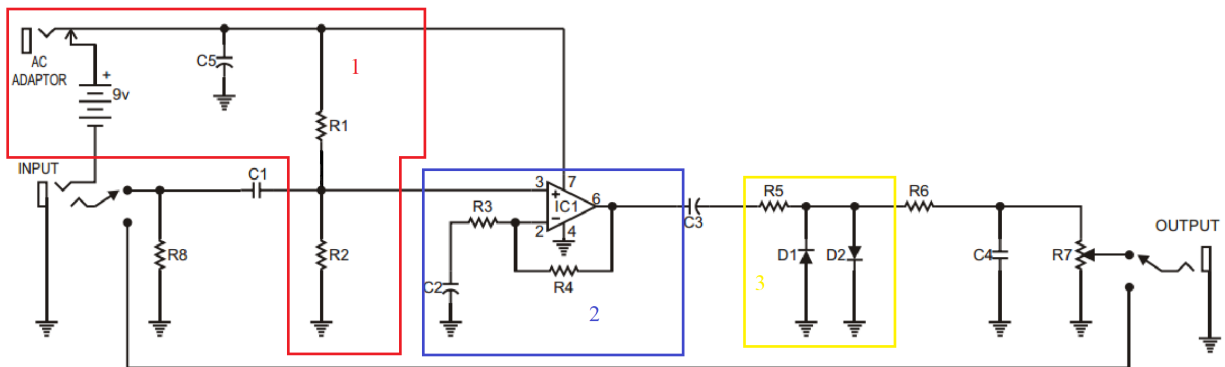 AC
ADAPTOR
+
9v
C5
1
R1
INPUT
C1
R8
R2
R3
C2
3
7
+
IC1
6
−
2
4
R4
2
C3
R5
D1
D2
3
R6
C4
R7
OUTPUT